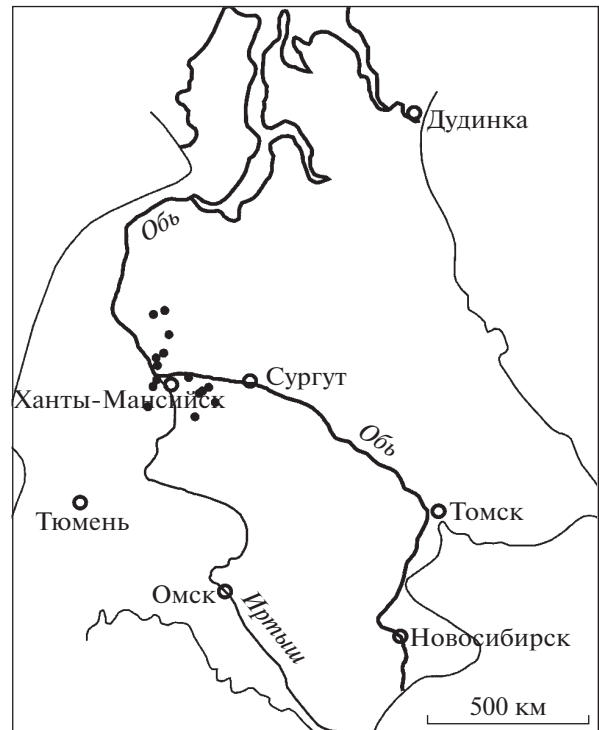 Дудинка
Обь
Сургут
Ханты-Мансийск
Обь
Томск
Тюмень
Омск
Иртыш
Новосибирск
500 км